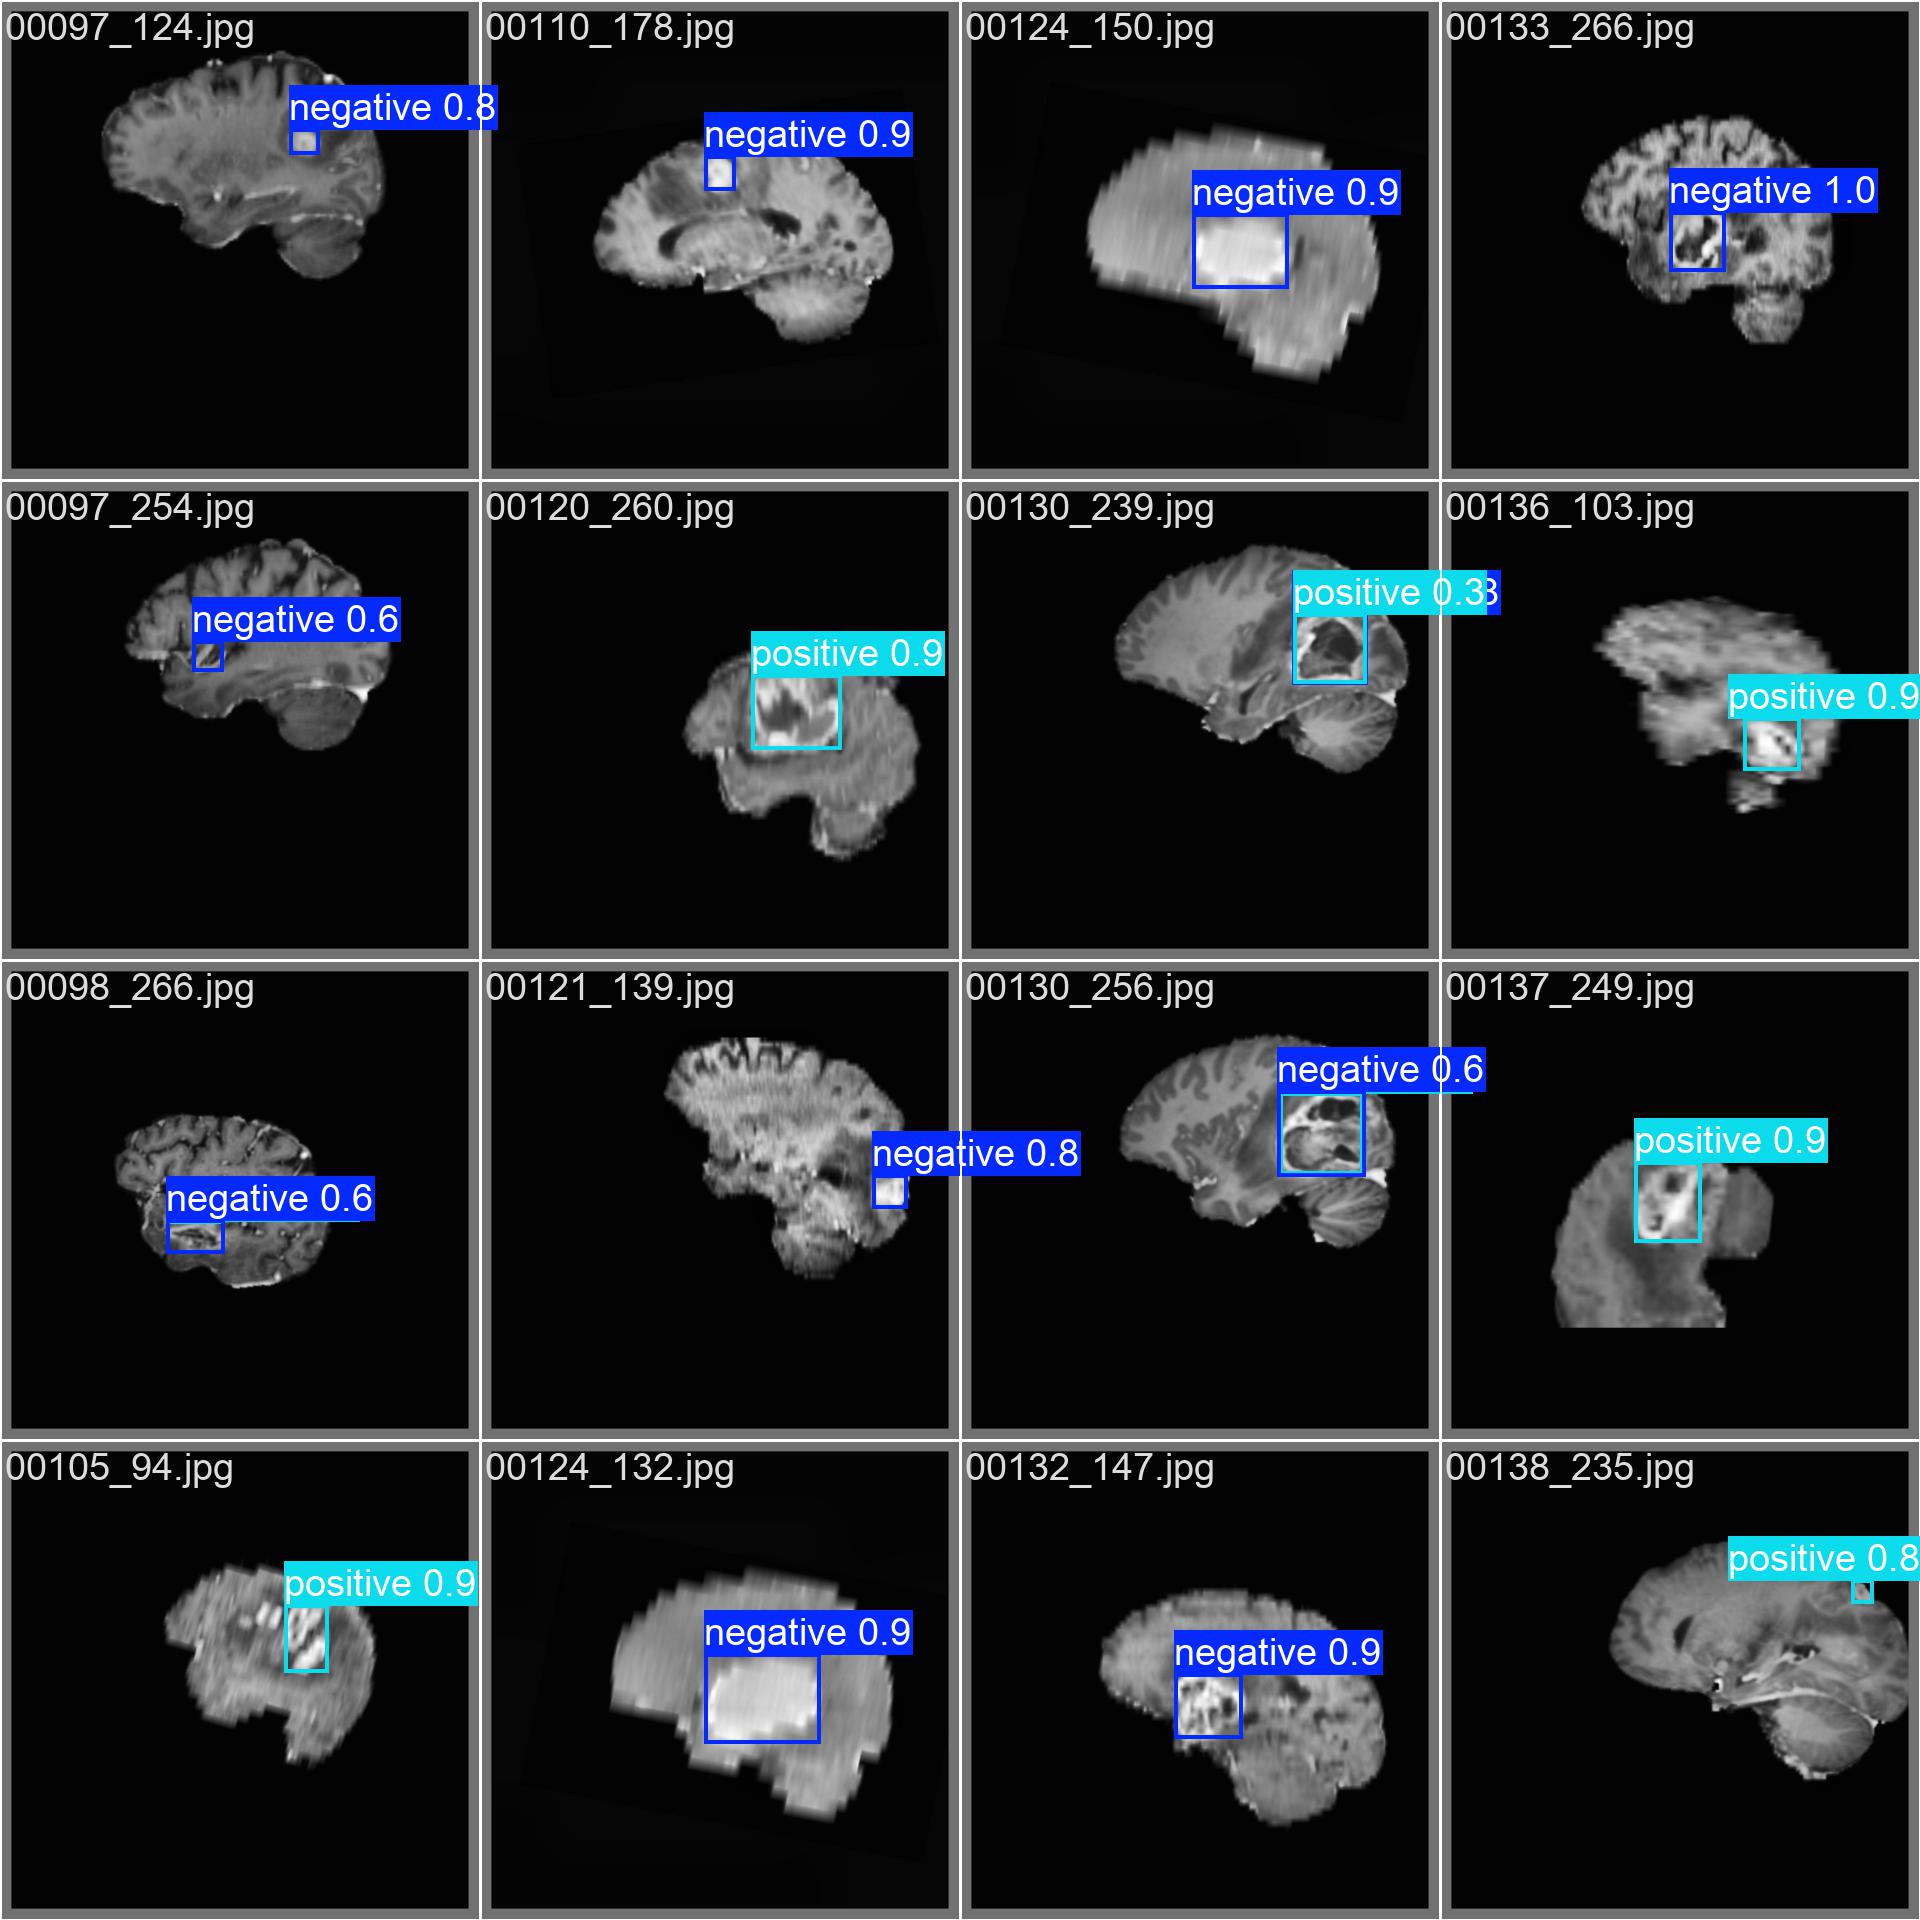 00097_124.jpg
negative 0.8
00110_178.jpg
negative 0.9
00124_150.jpg
negative 0.9
00133_266.jpg
negative 1.0
00097_254.jpg
negative 0.6
00120_260.jpg
positive 0.9
00130_239.jpg
positive 0.3
3
00136_103.jpg
positive 0.9
00098_266.jpg
negative 0.6
00121_139.jpg
negative 0.8
00130_256.jpg
negative 0.6
00137_249.jpg
positive 0.9
00105_94.jpg
positive 0.9
00124_132.jpg
negative 0.9
00132_147.jpg
negative 0.9
00138_235.jpg
positive 0.8